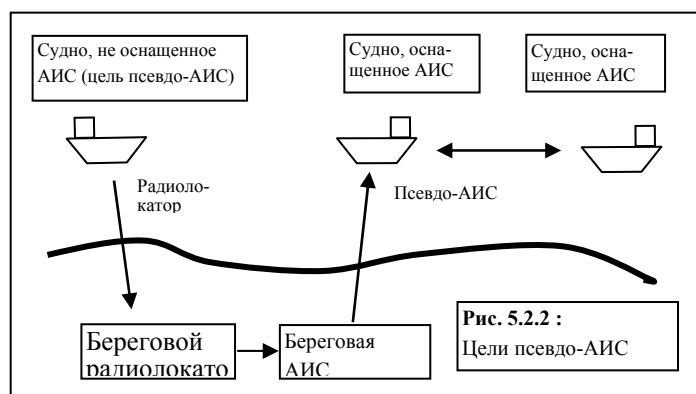 Судно, не оснащенное
АИС (цель псевдо-АИС)
Судно, осна-
щенное АИС
Судно, осна-
щенное АИС
Радиоло-
катор
Псевдо-АИС
Береговой
радиолокато
Береговая
АИС
Рис. 5.2.2 :
Цели псевдо-АИС